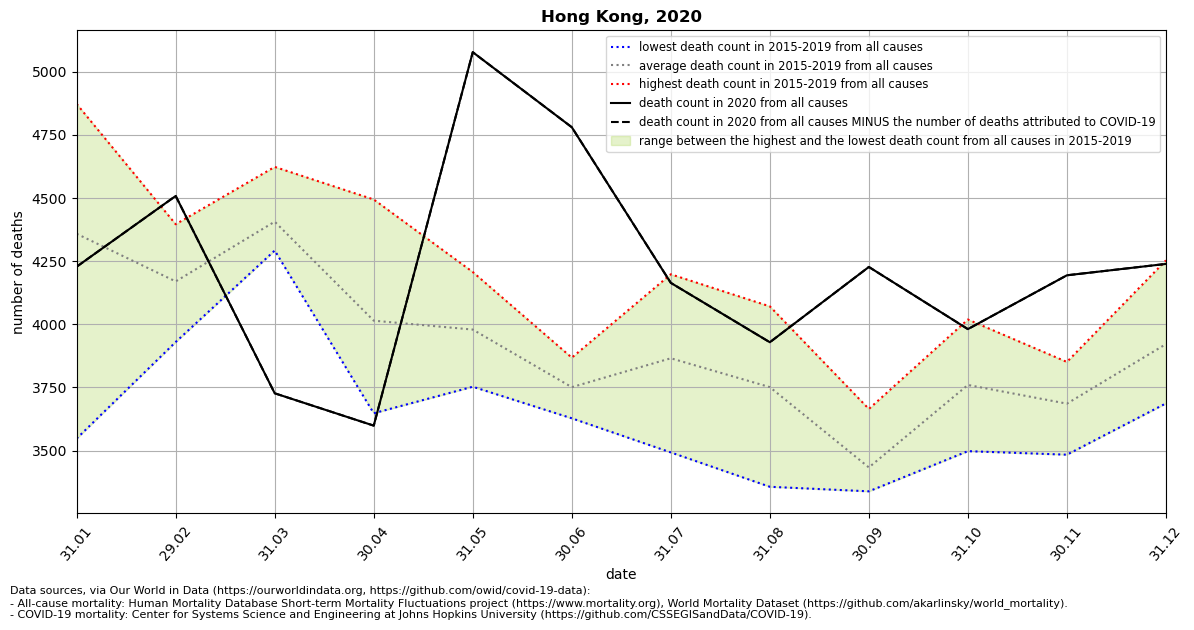 Hong Kong, 2020
number of deaths
5000
4750
4500
4250
4000
3750
3500
lowest death count in 2015-2019 from all causes
average death count in 2015-2019 from all causes
highest death count in 2015-2019 from all causes
death count in 2020 from all causes
death count in 2020 from all causes MINUS the number of deaths attributed to COVID-19
range between the highest and the lowest death count from all causes in 2015-2019
31.01
29.02
31.03
30.04
31.05
30.06
31.07
31.08
30.09
31.10
30.11
31.12
date
Data sources, via Our World in Data (https://ourworldindata.org, https://github.com/owid/covid-19-data):
- All-cause mortality: Human Mortality Database Short-term Mortality Fluctuations project (https://www.mortality.org), World Mortality Dataset (https://github.com/akarlinsky/world_mortality).
- COVID-19 mortality: Center for Systems Science and Engineering at Johns Hopkins University (https://github.com/CSSEGISandData/COVID-19).